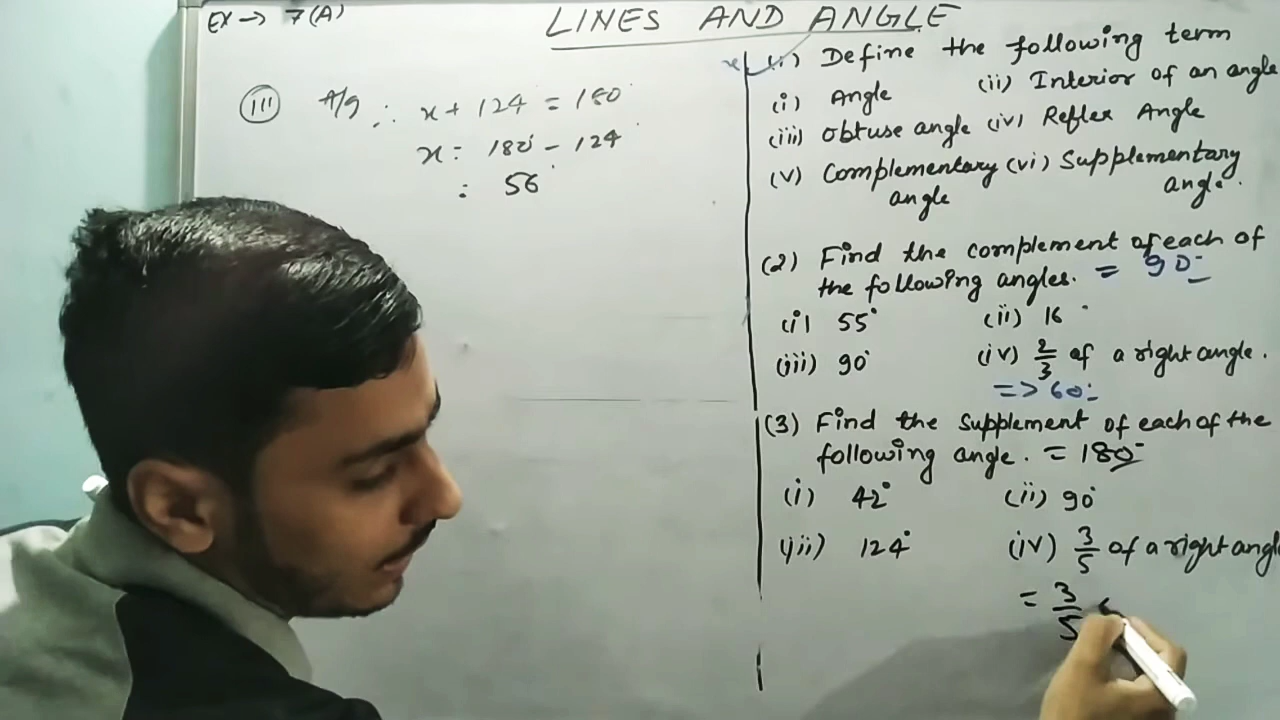 Ex → 7(A)
LINES AND ANGLE
(iii) A/q ∴ x + 124 = 180°
x = 180° - 124°
= 56°
(i) Define the following term
(i) Angle (ii) Interior of an angle
(iii) obtuse angle (iv) Reflex Angle
(v) Complementary angle (vi) Supplementary angle.
(2) Find the complement of each of
the following angles. = 90°
(i) 55° (ii) 16°
(iii) 90° (iv) 2/3 of a right angle.
=> 60°
(3) Find the supplement of each of the
following angle. = 180°
(i) 42° (ii) 90°
(iii) 124° (iv) 3/5 of a right angle
= 3/5